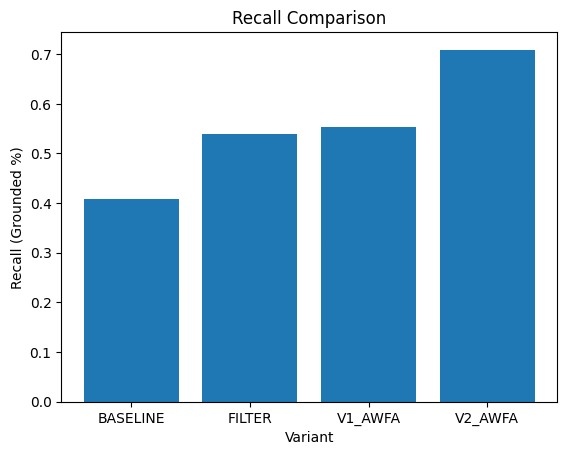 Recall Comparison
Recall (Grounded %)
0.7
0.6
0.5
0.4
0.3
0.2
0.1
0.0
BASELINE FILTER V1_AWFA V2_AWFA
Variant